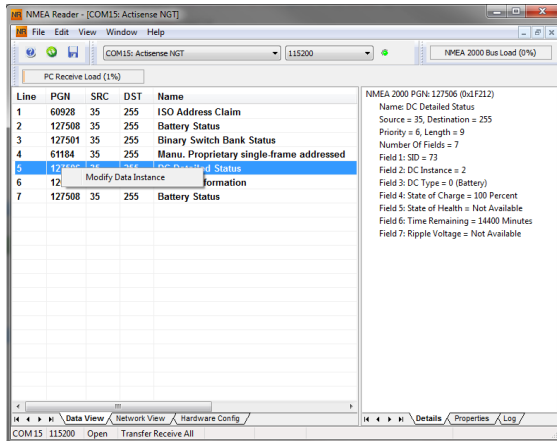 NMEA Reader - [COM15: Actisense NGT]
File Edit View Window Help
COM15: Actisense NGT 115200 NMEA 2000 Bus Load (0%)
PC Receive Load (1%)
Line PGN SRC DST Name
1 60928 35 255 ISO Address Claim
2 127508 35 255 Battery Status
3 127501 35 255 Binary Switch Bank Status
4 61184 35 255 Manu. Proprietary single-frame addressed
5 127506 35 255 DC Detailed Status
Modify Data Instance
6
7 127508 35 255 Battery Status
NMEA 2000 PGN: 127506 (0x1F212)
Name: DC Detailed Status
Source = 35, Destination = 255
Priority = 6, Length = 9
Number Of Fields = 7
Field 1: SID = 73
Field 2: DC Instance = 2
Field 3: DC Type = 0 (Battery)
Field 4: State of Charge = 100 Percent
Field 5: State of Health = Not Available
Field 6: Time Remaining = 14400 Minutes
Field 7: Ripple Voltage = Not Available
Data View Network View Hardware Config
Details Properties Log
COM 15 115200 Open Transfer Receive All